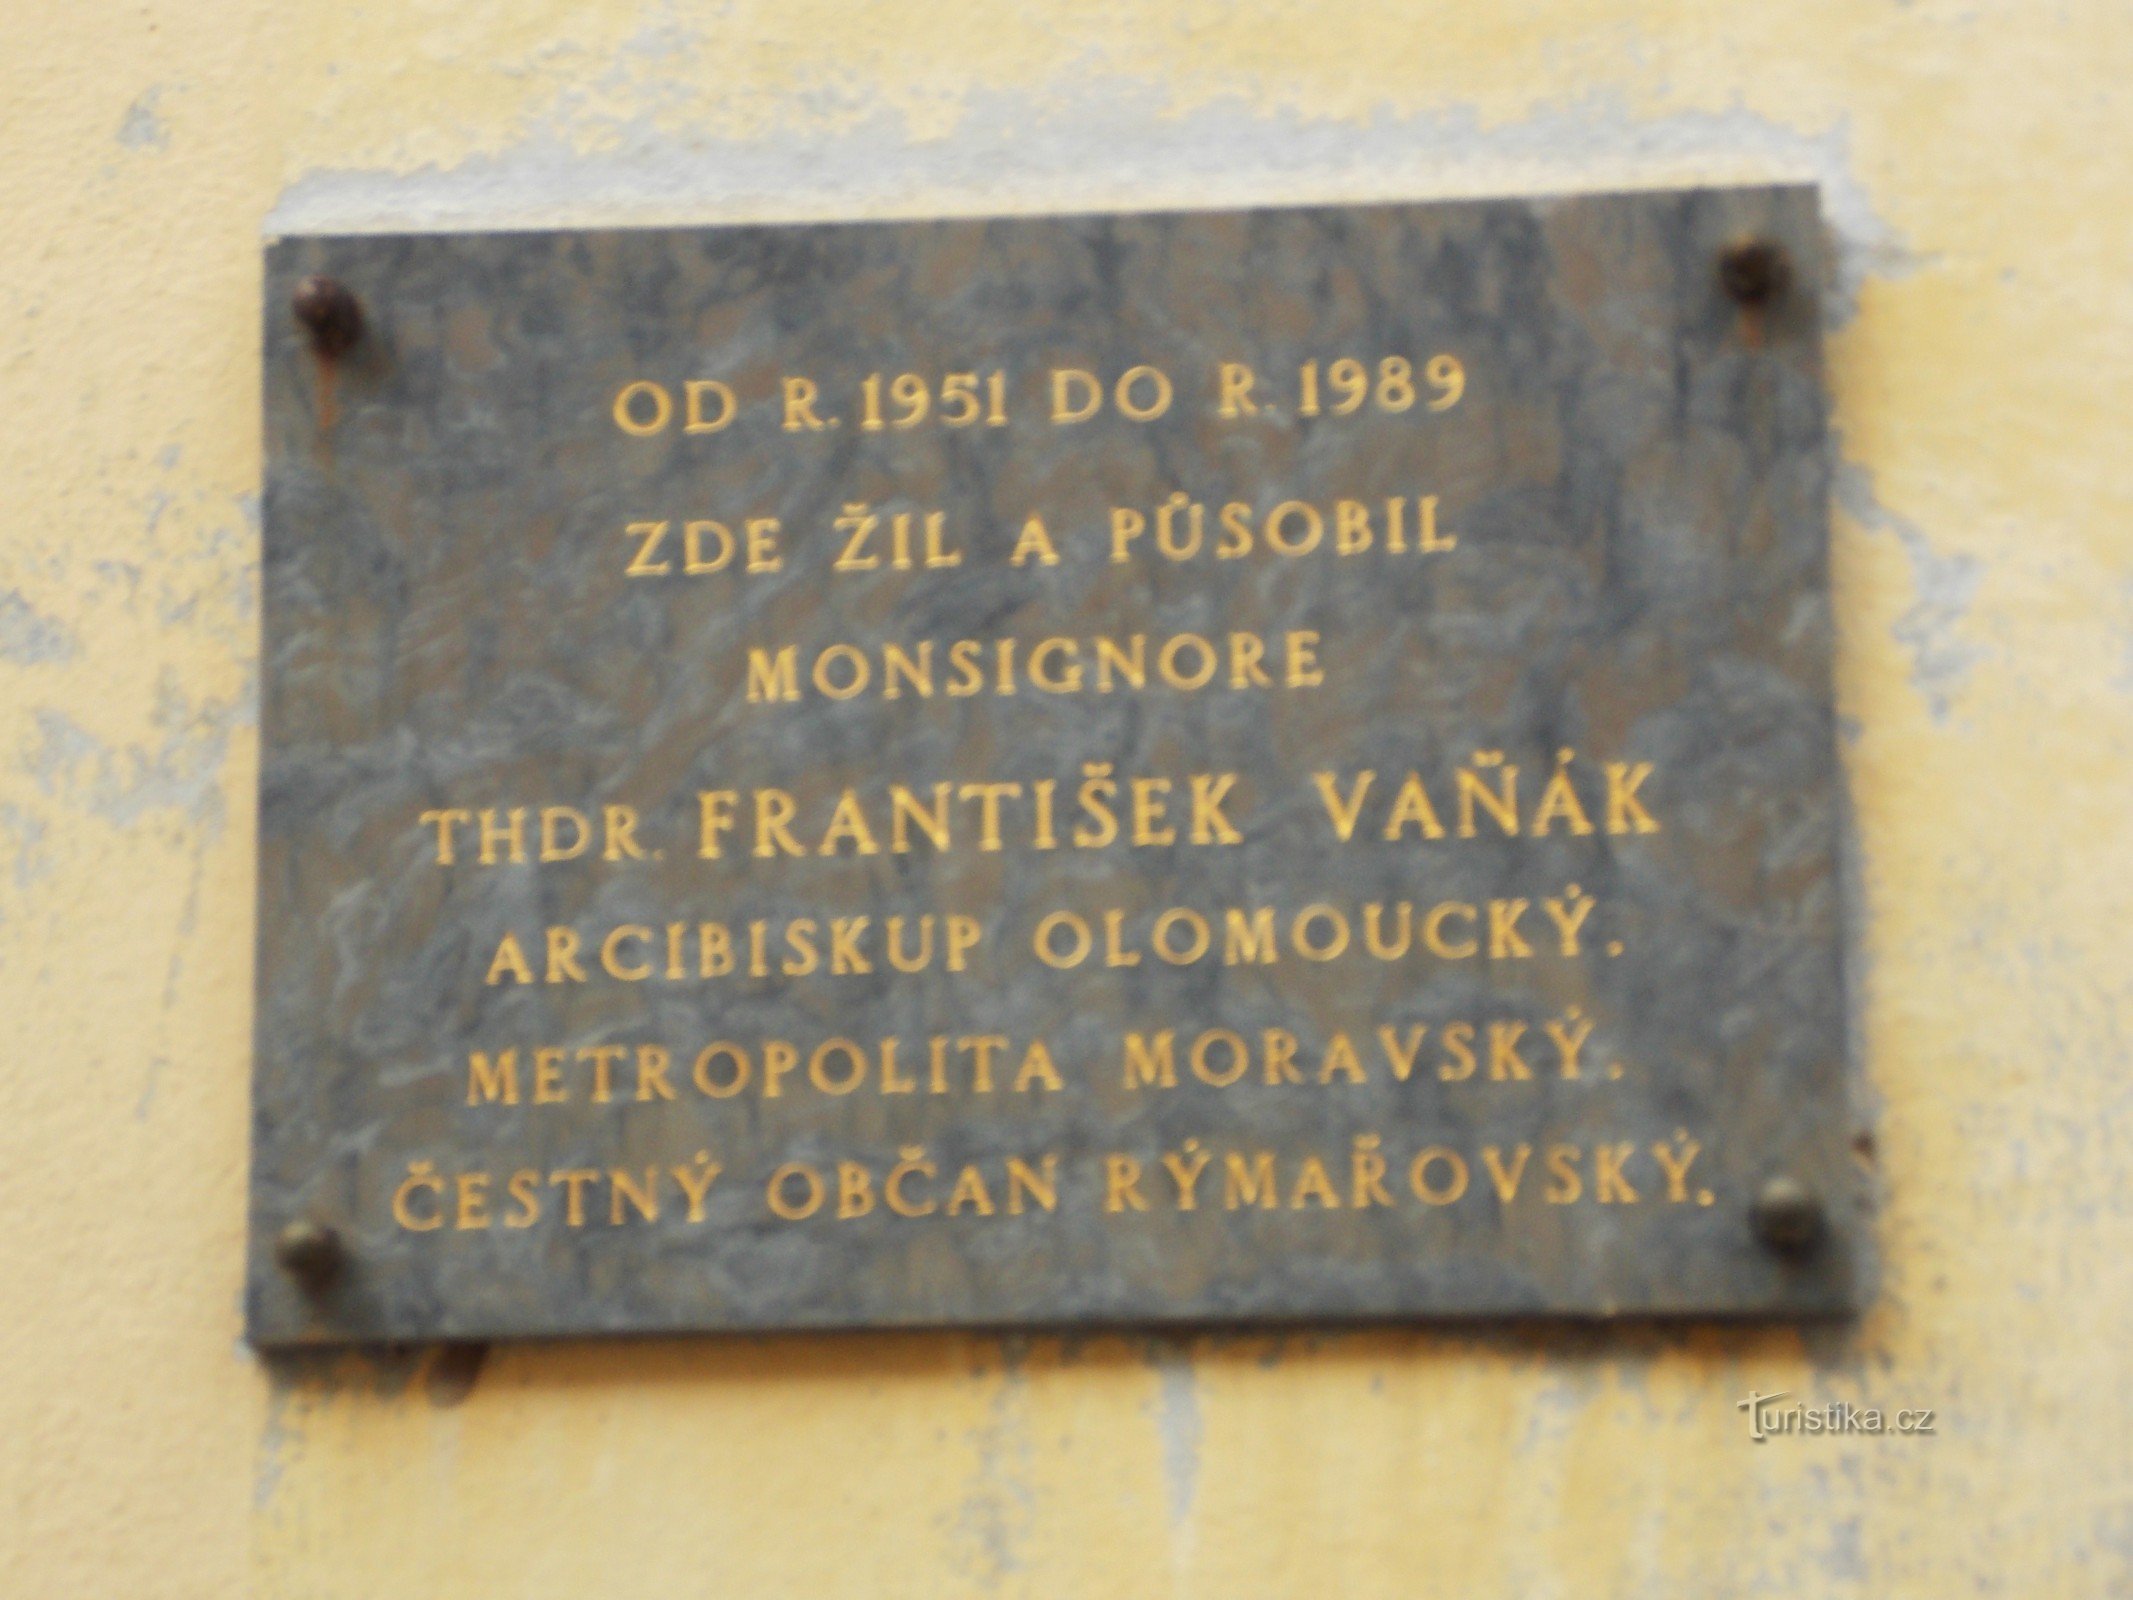 OD R. 1951 DO R. 1989
ZDE ŽIL A PŮSOBIL
MONSIGNORE
THDR. FRANTIŠEK VAŇÁK
ARCIBISKUP OLOMOUCKÝ.
METROPOLITA MORAVSKÝ.
ČESTNÝ OBČAN RÝMAŘOVSKÝ.
Turistika.cz